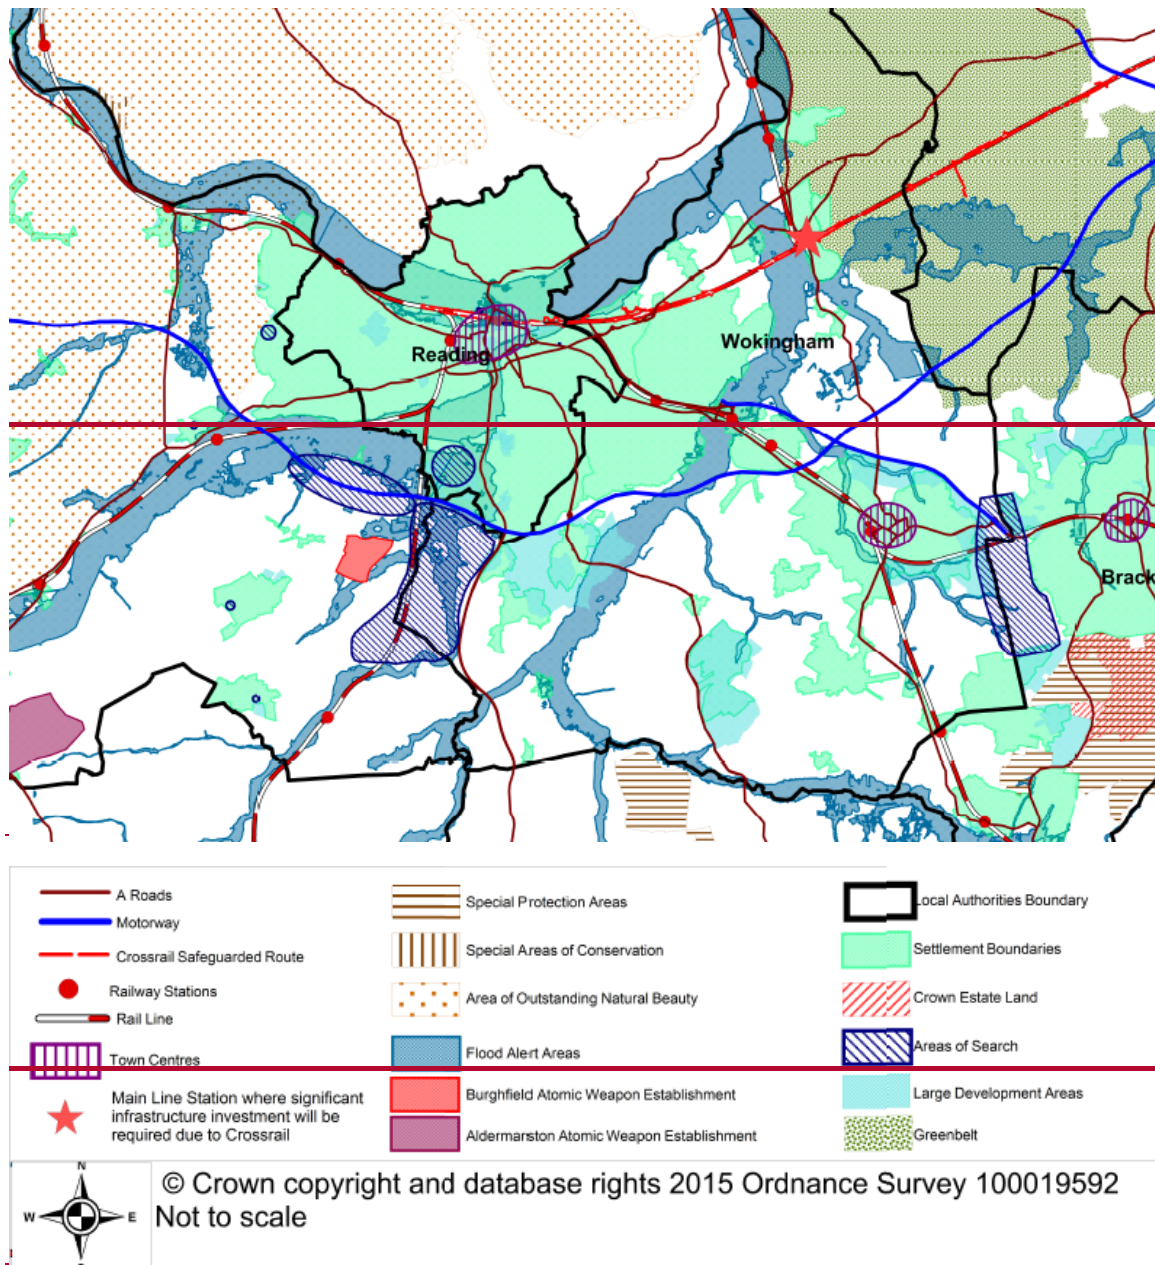 Reading
Wokingham
Brack
A Roads
Motorway
Crossrail Safeguarded Route
Railway Stations
Rail Line
Town Centres
Main Line Station where significant
infrastructure investment will be
required due to Crossrail
Special Protection Areas
Special Areas of Conservation
Area of Outstanding Natural Beauty
Flood Alert Areas
Burghfield Atomic Weapon Establishment
Aldermarston Atomic Weapon Establishment
Local Authorities Boundary
Settlement Boundaries
Crown Estate Land
Areas of Search
Large Development Areas
Greenbelt
N
W E
© Crown copyright and database rights 2015 Ordnance Survey 100019592
Not to scale